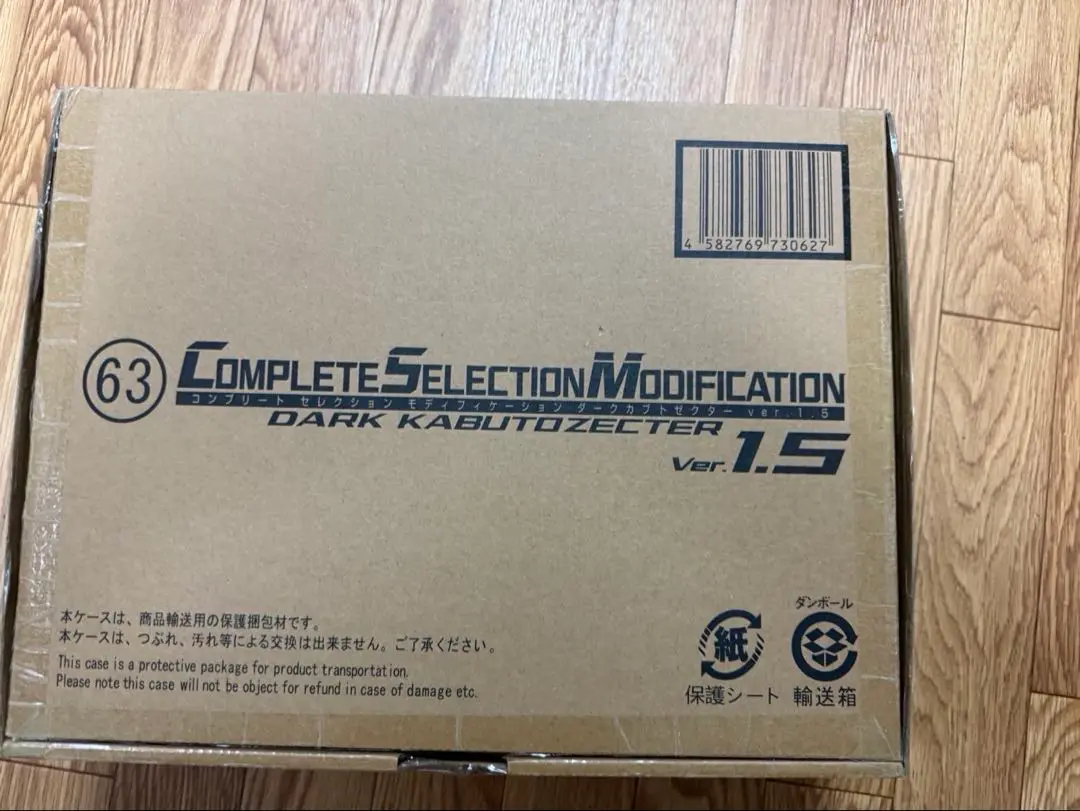 4 582769 730627
63
COMPLETE SELECTION MODIFICATION
コンプリート セレクション モディフィケーション ダークカブトゼクター ver.1.5
DARK KABUTOZECTER
Ver. 1.5
本ケースは、商品輸送用の保護梱包材です。
本ケースは、つぶれ、汚れ等による交換は出来ません。ご了承ください。
This case is a protective package for product transportation.
Please note this case will not be object for refund in case of damage etc.
紙
保護シート
ダンボール
輸送箱